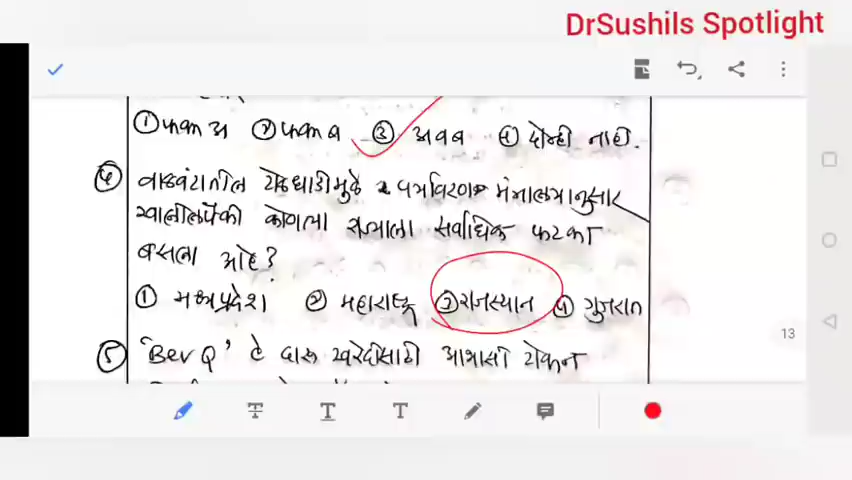 DrSushils Spotlight
① फक्त अ ② फक्त ब ③ अ व ब ④ दोन्ही नाही.
④ वाळवंटातील टोळधाडीमुळे पर्यावरण मंत्रालयानुसार
खालीलपैकी कोणत्या राज्याला सर्वाधिक फटका
बसला आहे?
① मध्यप्रदेश ② महाराष्ट्र ③ राजस्थान ④ गुजरात
13
⑤ 'Bev Q' हे दारू खरेदीसाठी आभासी टोकन
T T T